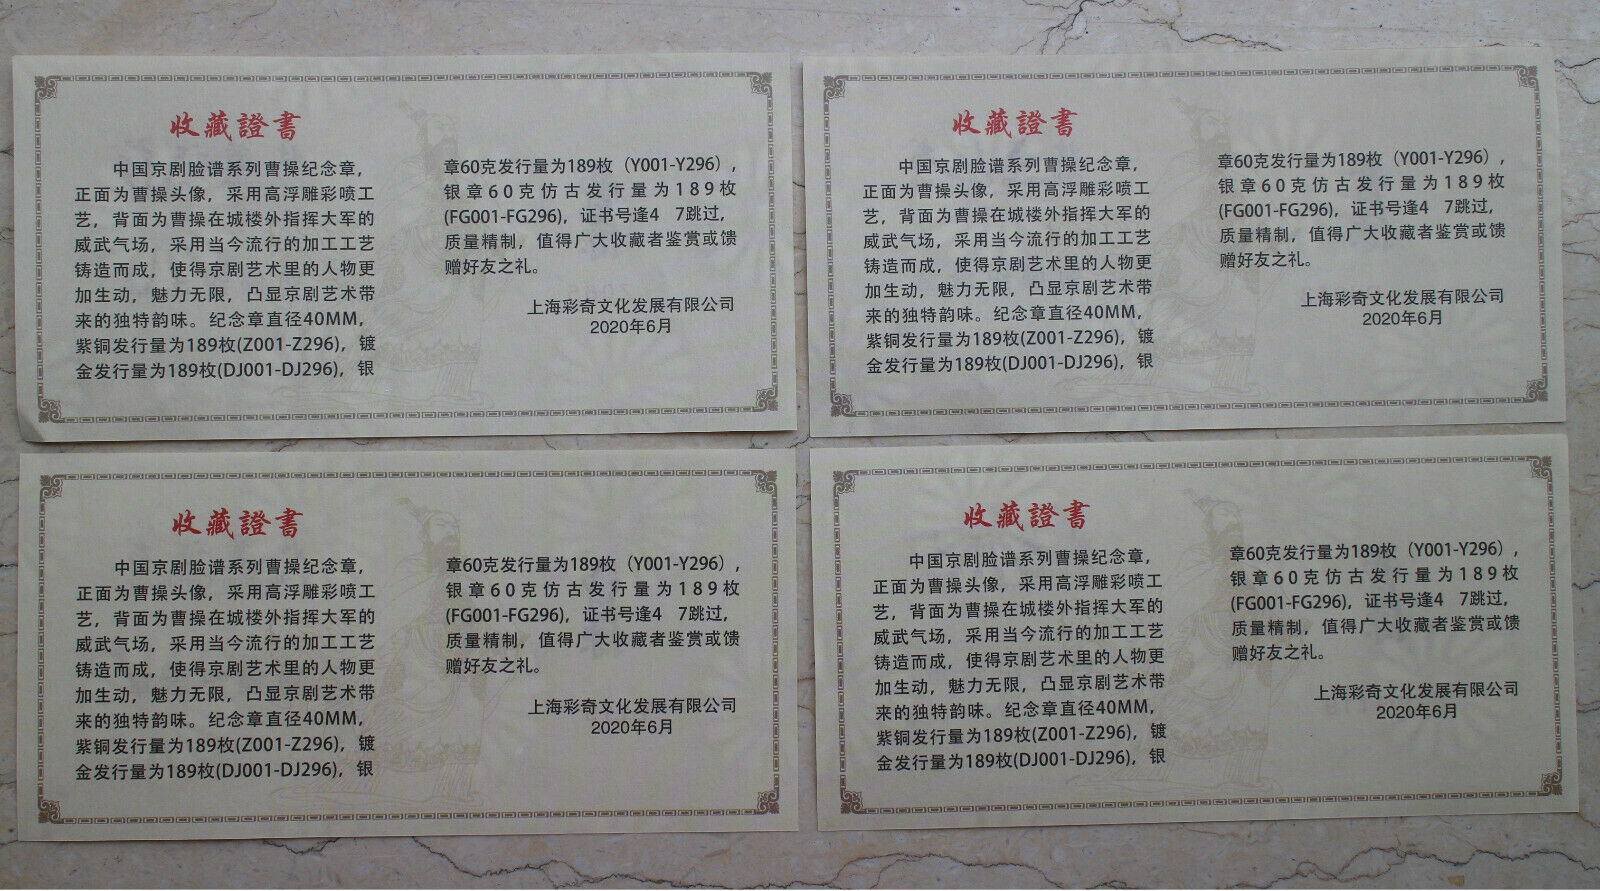 收藏證書
中国京剧脸谱系列曹操纪念章，
正面为曹操头像，采用高浮雕彩喷工
艺，背面为曹操在城楼外指挥大军的
威武气场，采用当今流行的加工工艺
铸造而成，使得京剧艺术里的人物更
加生动，魅力无限，凸显京剧艺术带
来的独特韵味。纪念章直径40MM，
紫铜发行量为189枚(Z001-Z296)，镀
金发行量为189枚(DJ001-DJ296)，银
章60克发行量为189枚（Y001-Y296），
银章60克仿古发行量为189枚
(FG001-FG296)，证书号逢4　7跳过，
质量精制，值得广大收藏者鉴赏或馈
赠好友之礼。
上海彩奇文化发展有限公司
2020年6月
收藏證書
中国京剧脸谱系列曹操纪念章，
正面为曹操头像，采用高浮雕彩喷工
艺，背面为曹操在城楼外指挥大军的
威武气场，采用当今流行的加工工艺
铸造而成，使得京剧艺术里的人物更
加生动，魅力无限，凸显京剧艺术带
来的独特韵味。纪念章直径40MM，
紫铜发行量为189枚(Z001-Z296)，镀
金发行量为189枚(DJ001-DJ296)，银
章60克发行量为189枚（Y001-Y296），
银章60克仿古发行量为189枚
(FG001-FG296)，证书号逢4　7跳过，
质量精制，值得广大收藏者鉴赏或馈
赠好友之礼。
上海彩奇文化发展有限公司
2020年6月
收藏證書
中国京剧脸谱系列曹操纪念章，
正面为曹操头像，采用高浮雕彩喷工
艺，背面为曹操在城楼外指挥大军的
威武气场，采用当今流行的加工工艺
铸造而成，使得京剧艺术里的人物更
加生动，魅力无限，凸显京剧艺术带
来的独特韵味。纪念章直径40MM，
紫铜发行量为189枚(Z001-Z296)，镀
金发行量为189枚(DJ001-DJ296)，银
章60克发行量为189枚（Y001-Y296），
银章60克仿古发行量为189枚
(FG001-FG296)，证书号逢4　7跳过，
质量精制，值得广大收藏者鉴赏或馈
赠好友之礼。
上海彩奇文化发展有限公司
2020年6月
收藏證書
中国京剧脸谱系列曹操纪念章，
正面为曹操头像，采用高浮雕彩喷工
艺，背面为曹操在城楼外指挥大军的
威武气场，采用当今流行的加工工艺
铸造而成，使得京剧艺术里的人物更
加生动，魅力无限，凸显京剧艺术带
来的独特韵味。纪念章直径40MM，
紫铜发行量为189枚(Z001-Z296)，镀
金发行量为189枚(DJ001-DJ296)，银
章60克发行量为189枚（Y001-Y296），
银章60克仿古发行量为189枚
(FG001-FG296)，证书号逢4　7跳过，
质量精制，值得广大收藏者鉴赏或馈
赠好友之礼。
上海彩奇文化发展有限公司
2020年6月